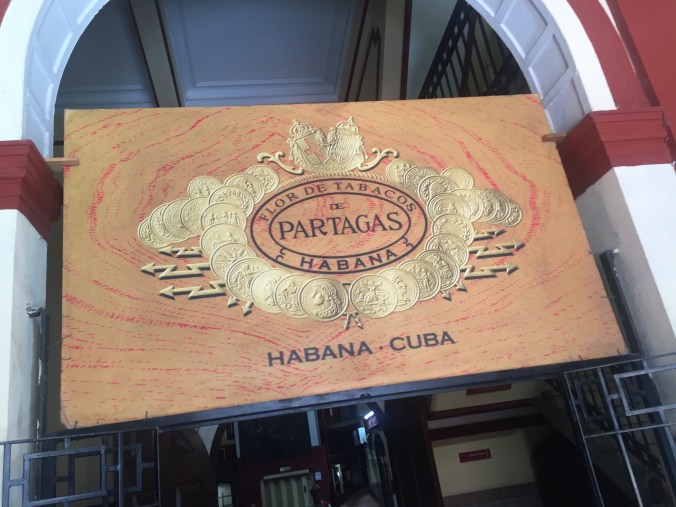 FLOR DE TABACOS
DE
PARTAGAS
HABANA
HABANA · CUBA